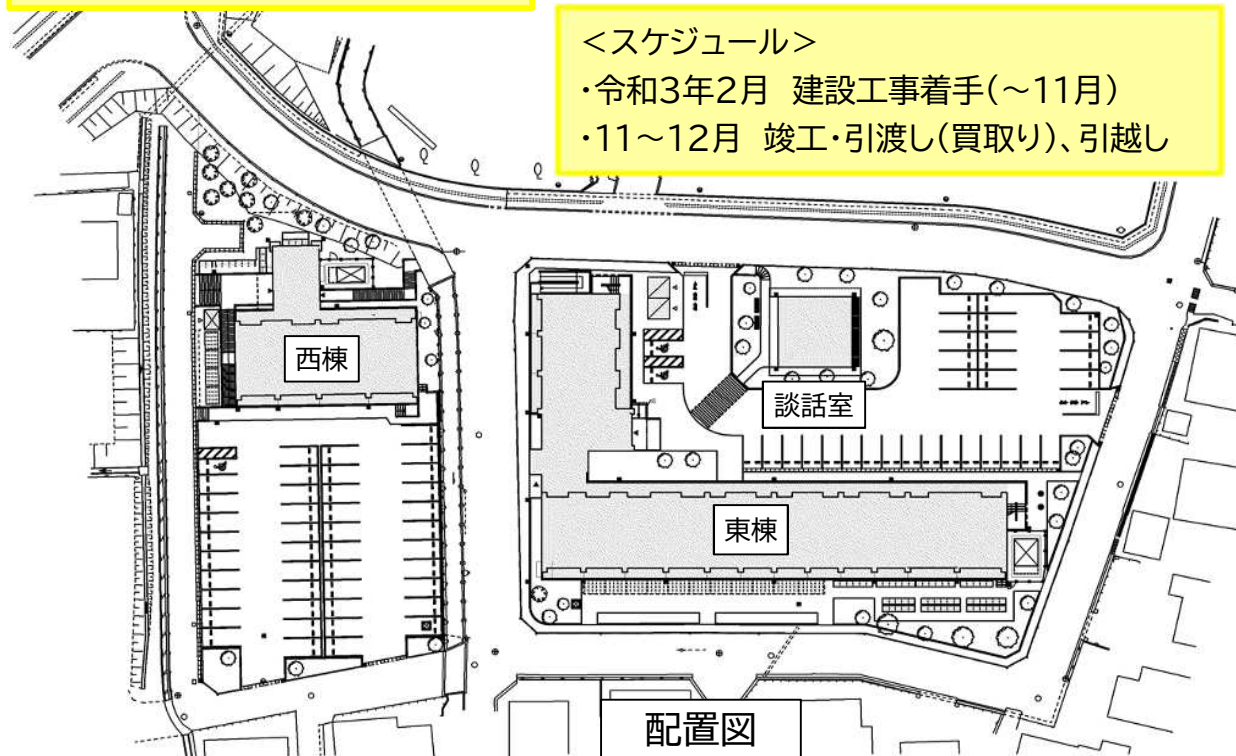 <スケジュール>
・令和3年2月 建設工事着手(~11月)
・11~12月 竣工・引渡し(買取り)、引越し
西棟
談話室
東棟
配置図